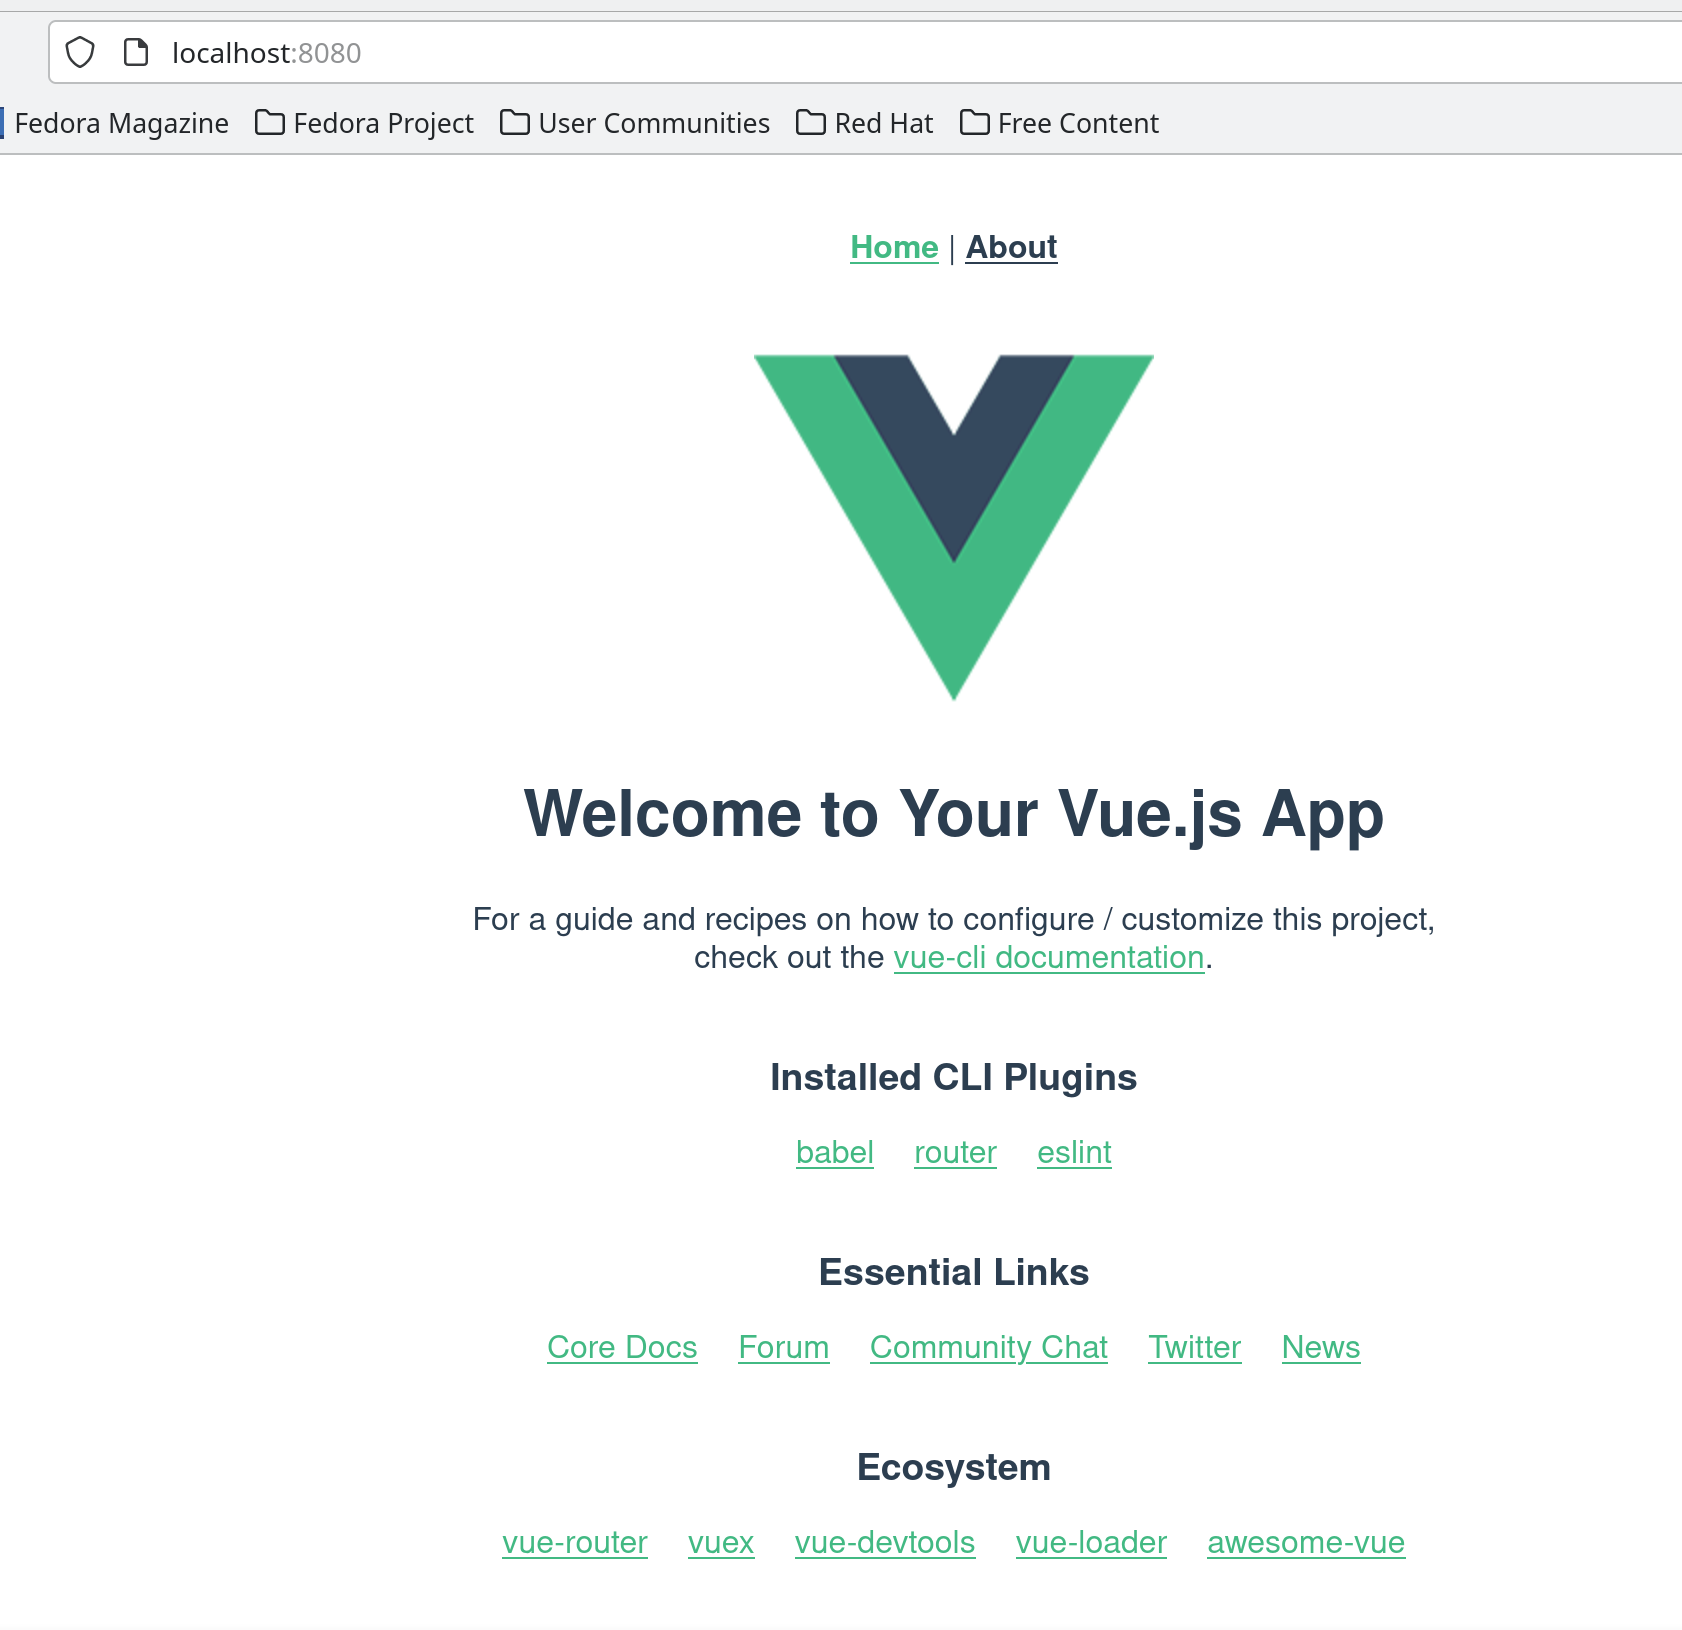 localhost:8080
Fedora Magazine Fedora Project User Communities Red Hat Free Content
Home | About
Welcome to Your Vue.js App
For a guide and recipes on how to configure / customize this project,
check out the vue-cli documentation.
Installed CLI Plugins
babel router eslint
Essential Links
Core Docs Forum Community Chat Twitter News
Ecosystem
vue-router vuex vue-devtools vue-loader awesome-vue